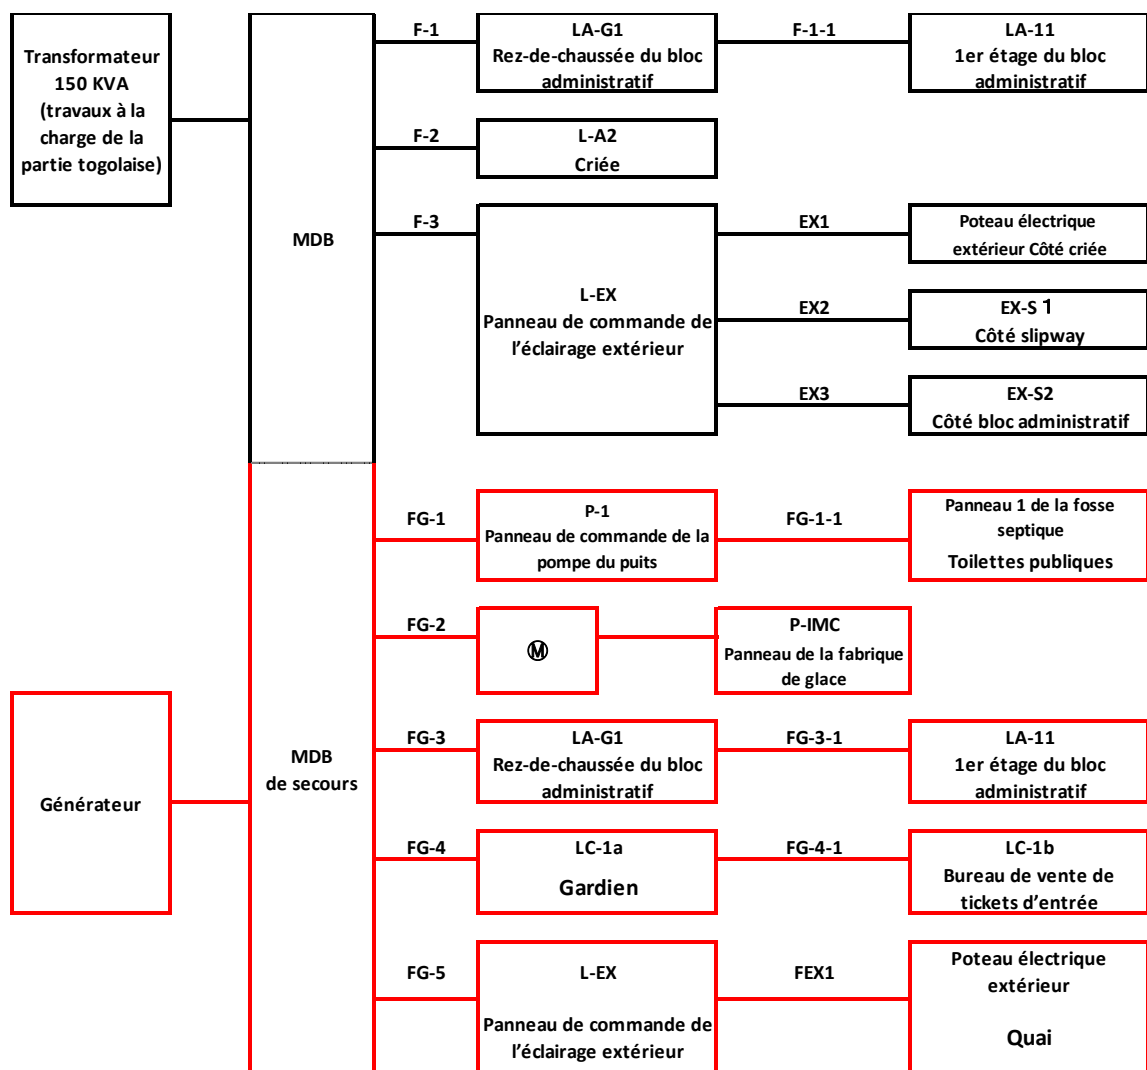 Transformateur
150 KVA
(travaux à la
charge de la
partie togolaise)
MDB
F-1
LA-G1
Rez-de-chaussée du bloc
administratif
F-1-1
LA-11
1er étage du bloc
administratif
F-2
L-A2
Criée
F-3
L-EX
Panneau de commande de
l’éclairage extérieur
EX1
Poteau électrique
extérieur Côté criée
EX2
EX-S 1
Côté slipway
EX3
EX-S2
Côté bloc administratif
Générateur
MDB
de secours
FG-1
P-1
Panneau de commande de la
pompe du puits
FG-1-1
Panneau 1 de la fosse
septique
Toilettes publiques
FG-2
Ⓜ
P-IMC
Panneau de la fabrique
de glace
FG-3
LA-G1
Rez-de-chaussée du bloc
administratif
FG-3-1
LA-11
1er étage du bloc
administratif
FG-4
LC-1a
Gardien
FG-4-1
LC-1b
Bureau de vente de
tickets d’entrée
FG-5
L-EX
Panneau de commande de
l’éclairage extérieur
FEX1
Poteau électrique
extérieur
Quai